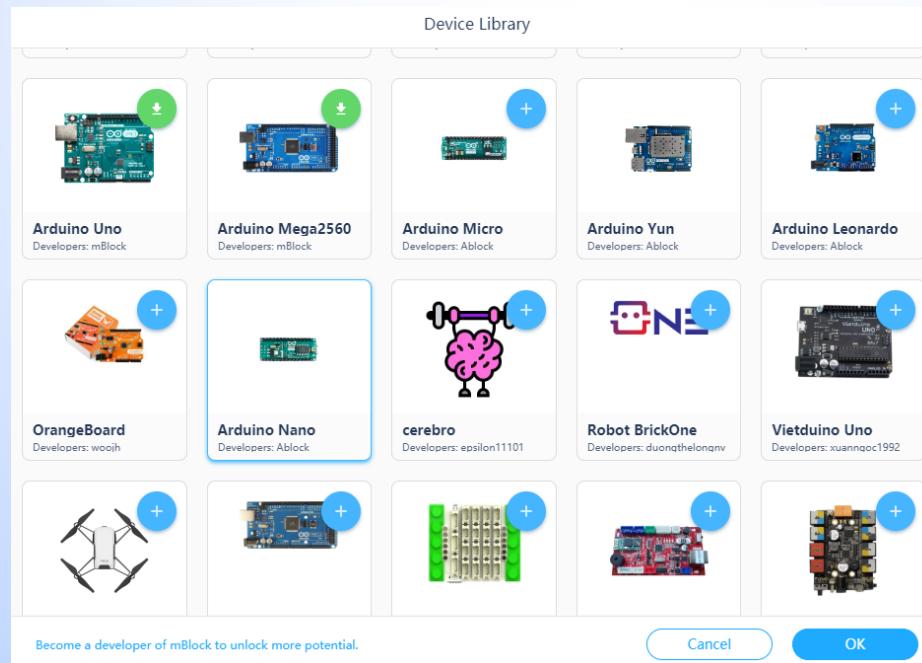 Device Library
Arduino Uno
Developers: mBlock
Arduino Mega2560
Developers: mBlock
Arduino Micro
Developers: Ablock
Arduino Yun
Developers: Ablock
Arduino Leonardo
Developers: Ablock
OrangeBoard
Developers: woojh
Arduino Nano
Developers: Ablock
cerebro
Developers: epsilon11101
Robot BrickOne
Developers: duongthelongnv
Vietduino Uno
Developers: xuanngoc1992
Become a developer of mBlock to unlock more potential.
Cancel
OK